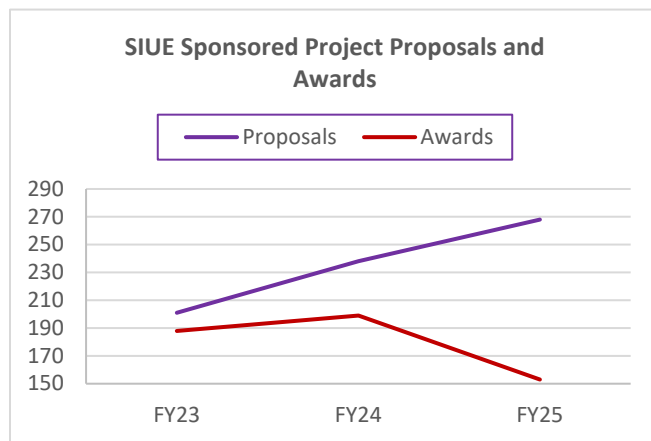 SIUE Sponsored Project Proposals and
Awards
Proposals Awards
290
270
250
230
210
190
170
150
FY23 FY24 FY25